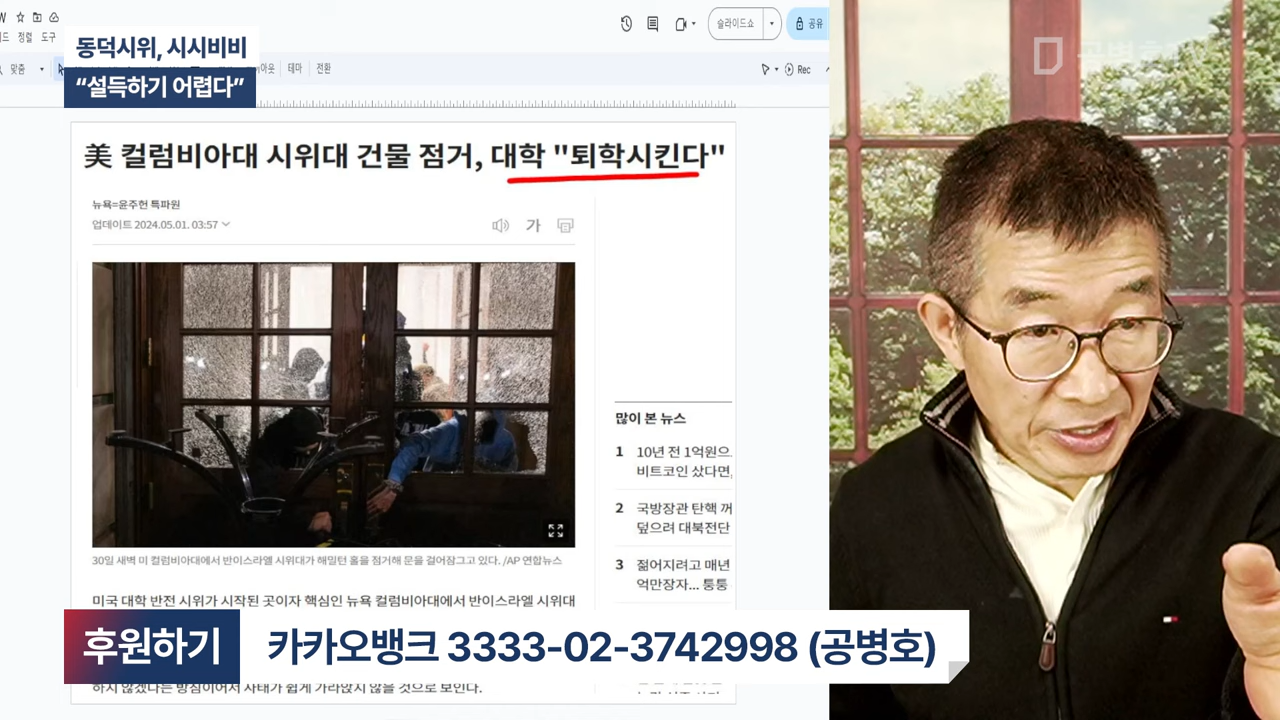 슬라이드쇼
공유
정렬 도구
맞춤
테마
전환
Rec
동덕시위, 시시비비
“설득하기 어렵다”
공병호
美 컬럼비아대 시위대 건물 점거, 대학 "퇴학시킨다"
뉴욕=윤주헌 특파원
업데이트 2024.05.01. 03:57
가
30일 새벽 미 컬럼비아대에서 반이스라엘 시위대가 해밀턴 홀을 점거해 문을 걸어잠그고 있다. /AP 연합뉴스
미국 대학 반전 시위가 시작된 곳이자 핵심인 뉴욕 컬럼비아대에서 반이스라엘 시위대
하지 않겠다는 방침이어서 사태가 쉽게 가라앉지 않을 것으로 보인다.
많이 본 뉴스
1 10년 전 1억원으
비트코인 샀다면,
2 국방장관 탄핵 꺼
덮으려 대북전단
3 젊어지려고 매년
억만장자... 퉁퉁
후원하기
카카오뱅크 3333-02-3742998 (공병호)